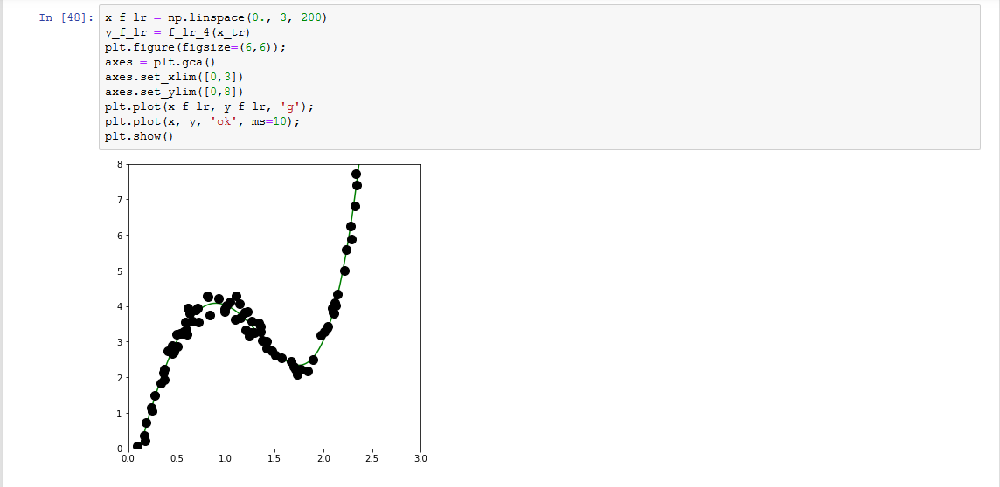 In [48]: x_f_lr = np.linspace(0., 3, 200)
y_f_lr = f_lr_4(x_tr)
plt.figure(figsize=(6,6));
axes = plt.gca()
axes.set_xlim([0,3])
axes.set_ylim([0,8])
plt.plot(x_f_lr, y_f_lr, 'g');
plt.plot(x, y, 'ok', ms=10);
plt.show()
8
7
6
5
4
3
2
1
0
0.0 0.5 1.0 1.5 2.0 2.5 3.0